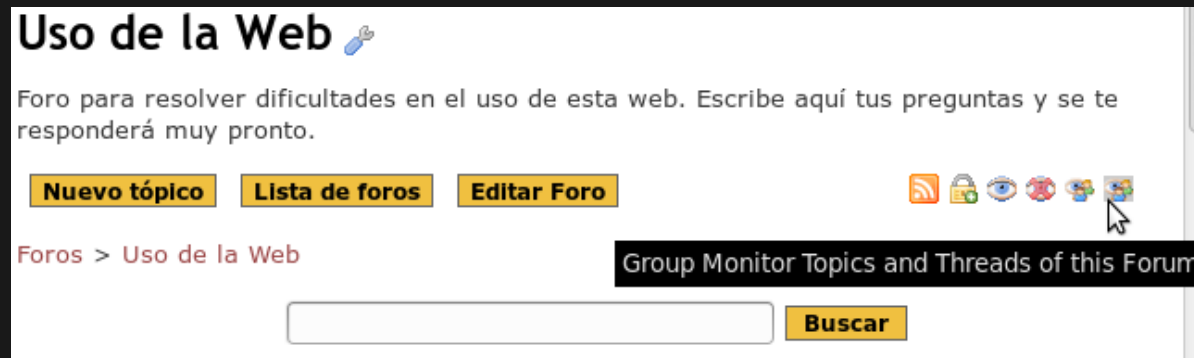 Uso de la Web
Foro para resolver dificultades en el uso de esta web. Escribe aquí tus preguntas y se te
responderá muy pronto.
Nuevo tópico Lista de foros Editar Foro
Foros > Uso de la Web
Group Monitor Topics and Threads of this Forum
Buscar